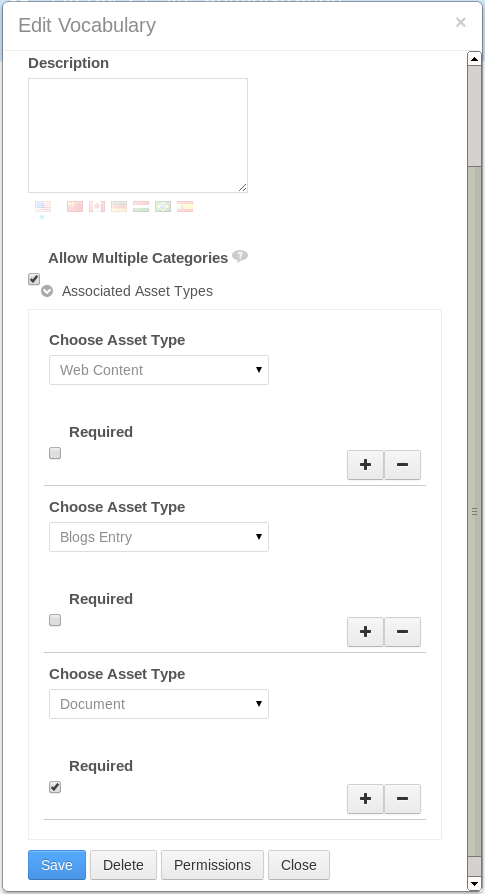 Edit Vocabulary
×
Description
Allow Multiple Categories
Associated Asset Types
Choose Asset Type
Web Content
Required
+ −
Choose Asset Type
Blogs Entry
Required
+ −
Choose Asset Type
Document
Required
+ −
Save Delete Permissions Close